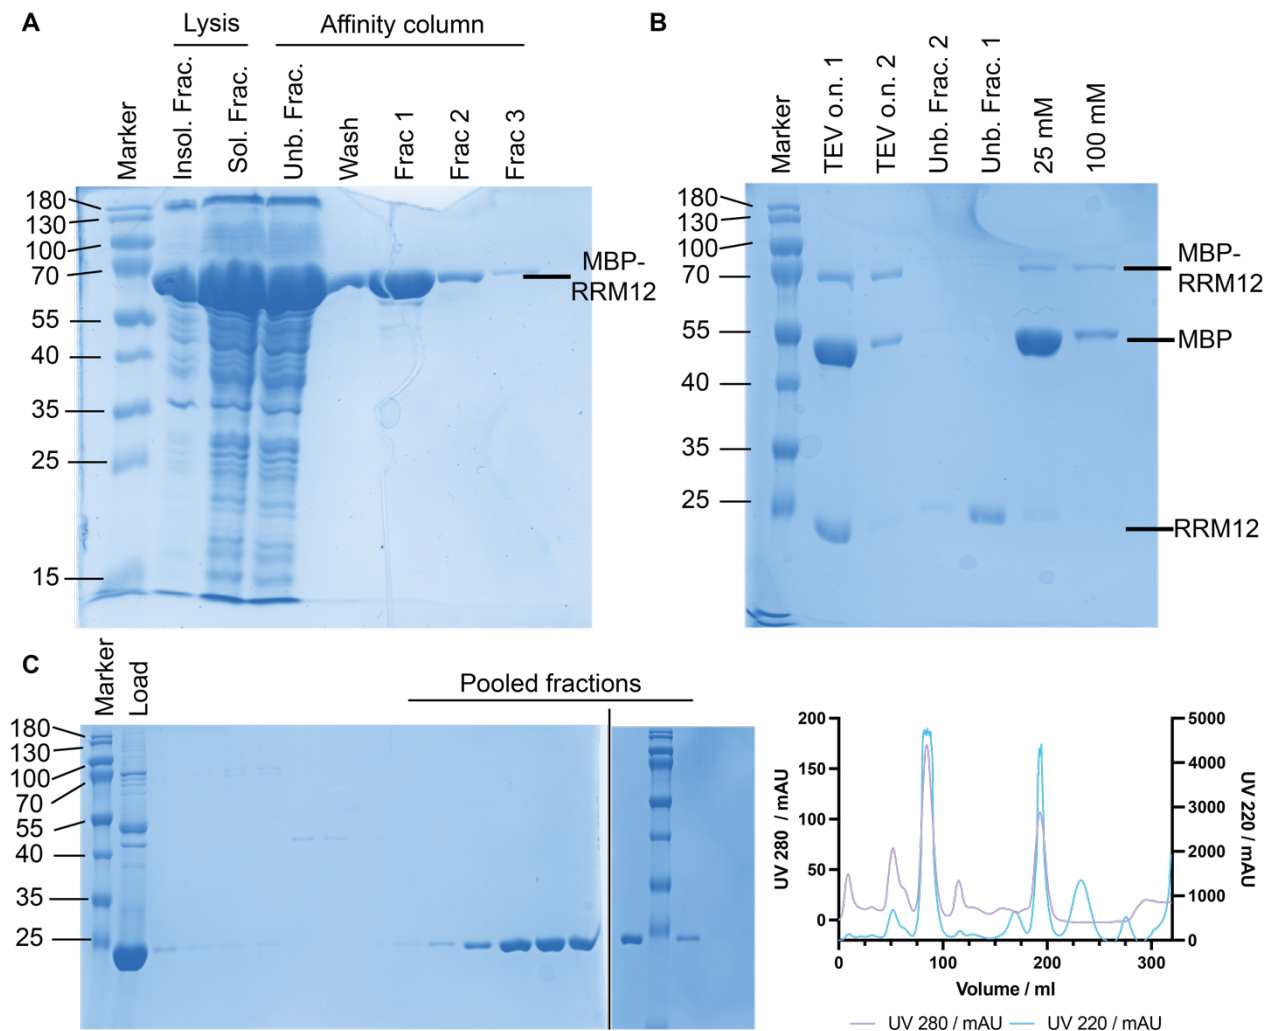 A
Lysis
Affinity column
Marker
Insol. Frac.
Sol. Frac.
Unb. Frac.
Wash
Frac 1
Frac 2
Frac 3
180
130
100
70
55
40
35
25
15
MBP-
RRM12
B
Marker
TEV o.n. 1
TEV o.n. 2
Unb. Frac. 2
Unb. Frac. 1
25 mM
100 mM
180
130
100
70
55
40
35
25
MBP-
RRM12
MBP
RRM12
C
Marker
Load
Pooled fractions
180
130
100
70
55
40
35
25
UV 280 / mAU
200
150
100
50
0
5000
4000
3000
2000
1000
0
UV 220 / mAU
0 100 200 300
Volume / ml
UV 280 / mAU UV 220 / mAU